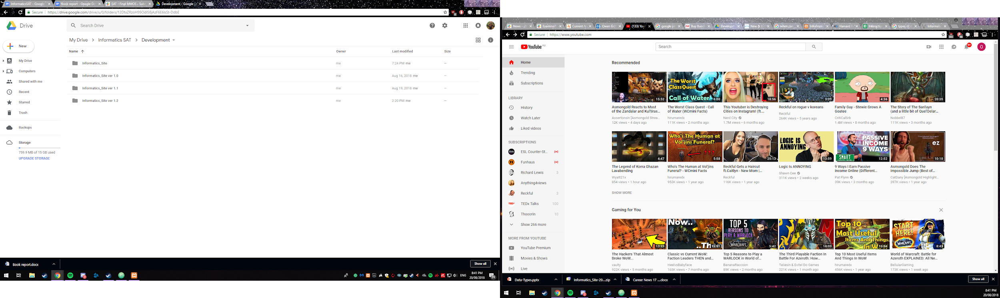 InformaticsSAT - Google
Book report - Google Do
SAT - Final MMOS - Sub
Development - Google
Secure
https://drive.google.com/drive/u/0/folders/12DtxZRzoH95OdI58jAzF6E6IsSt-DdbE
Drive
Search Drive
My Drive
Informatics SAT
Development
New
Name
Owner
Last modified
Size
My Drive
Computers
Shared with me
Recent
Starred
Trash
Backups
Storage
759.9 MB of 15 GB used
UPGRADE STORAGE
Informatics_Site me 7:24 PM me –
Informatics_Site ver 1.0 me Aug 16, 2018 me –
Informatics_Site ver 1.1 me Aug 19, 2018 me –
Informatics_Site ver 1.2 me 2:20 PM me –
Book report.docx
Show all
ENG
8:41 PM
20/08/2018
28
News - 20
Examinat
Current A
Owen Gri
(133) YouT
google p
Buy Bund
Develop
New & U
when can
Informati
Harvard
Interactio
types of
Informat
Secure
https://www.youtube.com
YouTube AU
Search
9+
O
Home
Trending
Subscriptions
LIBRARY
History
Watch Later
Liked videos
SUBSCRIPTIONS
ESL Counter-St...
Funhaus
Richard Lewis 3
Anything4views
Reckful 3
TEDx Talks 100
Thooorin 10
Show 266 more
MORE FROM YOUTUBE
YouTube Premium
Movies & Shows
Live
Recommended
15:52
The Worst
ClassQuest
Call of Water
6:00
18:56
3:09
4:36
20:35
Asmongold Reacts to Most
of the Zandalar and Kul'tiras...
Assertonsin [Asmongold Strea...
12K views • 4 days ago
The Worst Class Quest - Call
of Water (WCmini Facts)
hirumaredx
111K views • 2 months ago
This Youtuber is Destroying
Cities on Instagram! (ft....
Nerd City
1.7M views • 6 months ago
Reckful on rogue v koreans
Reckful
264K views • 5 years ago
Family Guy - Stewie Grows A
Goatee
CritiCalSrb
1.4M views • 8 months ago
The Story of The San'layn
(and a little bit of Quel'Delar...
Nobbel87
111K views • 3 months ago
4:47
Who's The Human at
Vol'jins Funeral?
???
5:58
25:13
LOGIC IS
ANNOYING
13:59
PASSIVE
INCOME
9 WAYS
SMART
12:52
ez
10:18
The Legend of Korra Ghazan
Lavabending
Wyatt21x
854 views • 1 hour ago
Who's The Human at Vol'jins
Funeral? - WCmini Facts
hirumaredx
953K views • 1 year ago
Reckful Gets a Haircut
ft.Caitlyn - New Mom |...
Reckful
116K views • 1 year ago
Logic Is ANNOYING
Shawn Cee
311K views • 2 weeks ago
9 Ways I Earn Passive
Income Online (Different...
Pat Flynn
39K views • 3 months ago
Asmongold Does The
Impossible Jump (Best of...
CatDany [Asmongold Highlight...
397K views • 1 year ago
SHOW MORE
Gaming for You
13:23
Now..
..Th
15:01
TOP 5
REASONS TO
PLAY A WARLOCK
WORLD
WARCRAFT
5:42
18:03
Top 10
Most Useful
Items And Things
In W
15:04
START
HERE!
WARCRAFT
8:43
The Hackers That Almost
Broke WoW...
vaulty
922K views • 5 months ago
Classic vs Current WoW:
Faction Leaders THEN and...
HeelvsBabyface
165K views • 7 months ago
Top 5 Reasons to Play a
WARLOCK in World of...
BananaRaccoon
89K views • 2 months ago
The Third Playable Faction In
Battle For Azeroth: How...
Taliesin & Evitel Do Games
221K views • 1 month ago
Top 10 Most Useful Items
And Things In WoW
hirumaredx
456K views • 1 year ago
World of Warcraft: Battle for
Azeroth EXPLAINED: All Ne...
BellularGaming
173K views • 1 week ago
Data-Types.pptx
Informatics_Site-20....zip
Career News 17 ....docx
Show all
8:41 PM
20/08/2018